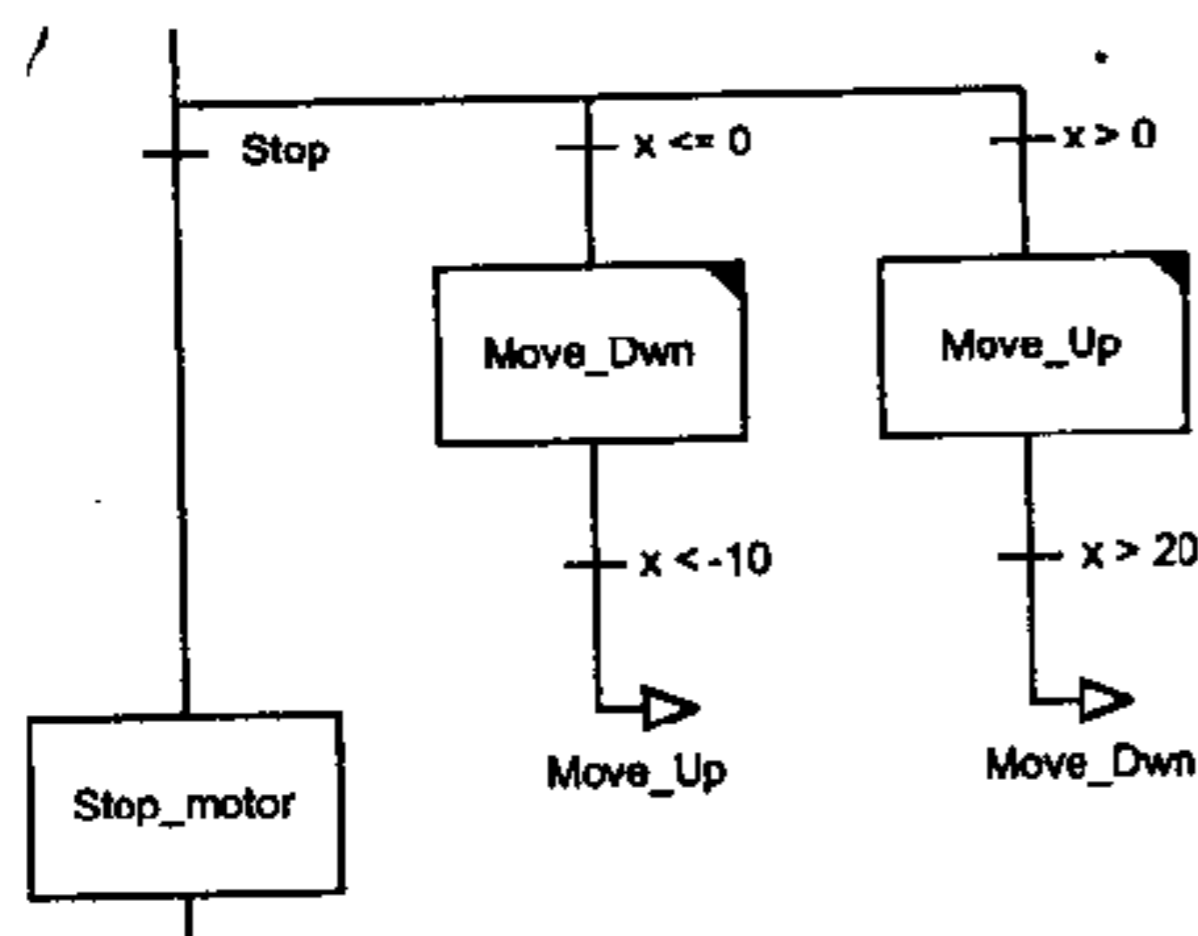 Stop
x <= 0
x > 0
Move_Dwn
Move_Up
x < -10
x > 20
Move_Up
Move_Dwn
Stop_motor